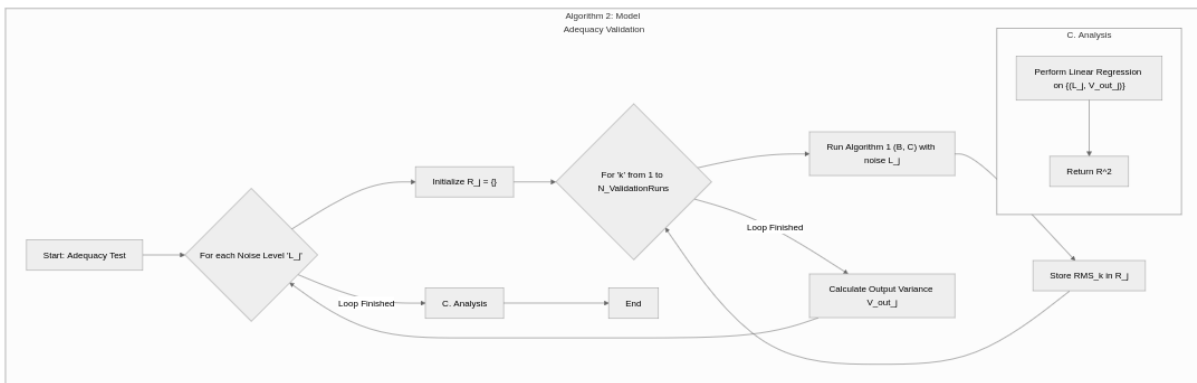 Algorithm 2: Model
Adequacy Validation
C. Analysis
Perform Linear Regression
on {(L_j, V_out_j)}
Return R^2
Run Algorithm 1 (B, C) with
noise L_j
Initialize R_j = {}
For 'k' from 1 to
N_ValidationRuns
Loop Finished
Start: Adequacy Test
For each Noise Level 'L_j'
Store RMS_k in R_j
Calculate Output Variance
V_out_j
Loop Finished
C. Analysis
End